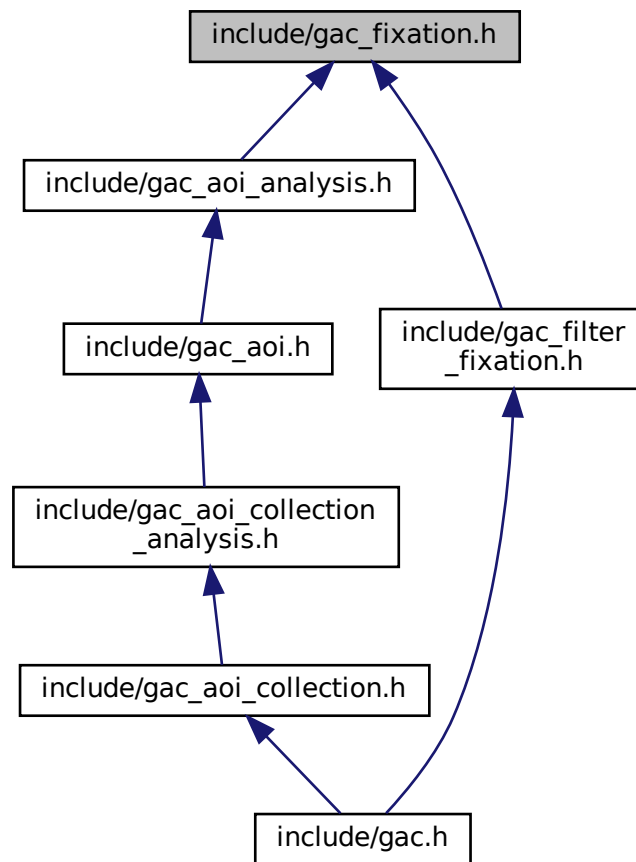 include/gac_fixation.h
include/gac_aoi_analysis.h
include/gac_aoi.h
include/gac_filter
_fixation.h
include/gac_aoi_collection
_analysis.h
include/gac_aoi_collection.h
include/gac.h